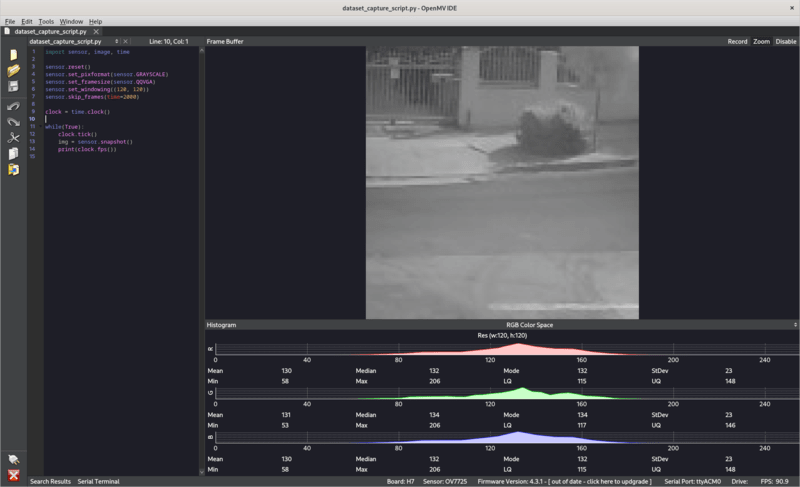 dataset_capture_script.py - OpenMV IDE
File Edit Tools Window Help
dataset_capture_script.py
dataset_capture_script.py Line: 10, Col: 1 Frame Buffer Record Zoom Disable
1 import sensor, image, time
2
3 sensor.reset()
4 sensor.set_pixformat(sensor.GRAYSCALE)
5 sensor.set_framesize(sensor.QQVGA)
6 sensor.set_windowing((120, 120))
7 sensor.skip_frames(time=2000)
8
9 clock = time.clock()
10
11 while(True):
12 clock.tick()
13 img = sensor.snapshot()
14 print(clock.fps())
15
Histogram RGB Color Space
Res (w:120, h:120)
R
0 40 80 120 160 200 240
Mean 130 Median 132 Mode 132 StDev 23
Min 58 Max 206 LQ 115 UQ 148
G
0 40 80 120 160 200 240
Mean 131 Median 134 Mode 134 StDev 23
Min 53 Max 206 LQ 117 UQ 146
B
0 40 80 120 160 200 240
Mean 130 Median 132 Mode 132 StDev 23
Min 58 Max 206 LQ 115 UQ 148
Search Results Serial Terminal Board: H7 Sensor: OV7725 Firmware Version: 4.3.1 - [ out of date - click here to updgrade ] Serial Port: ttyACM0 Drive: FPS: 90.9